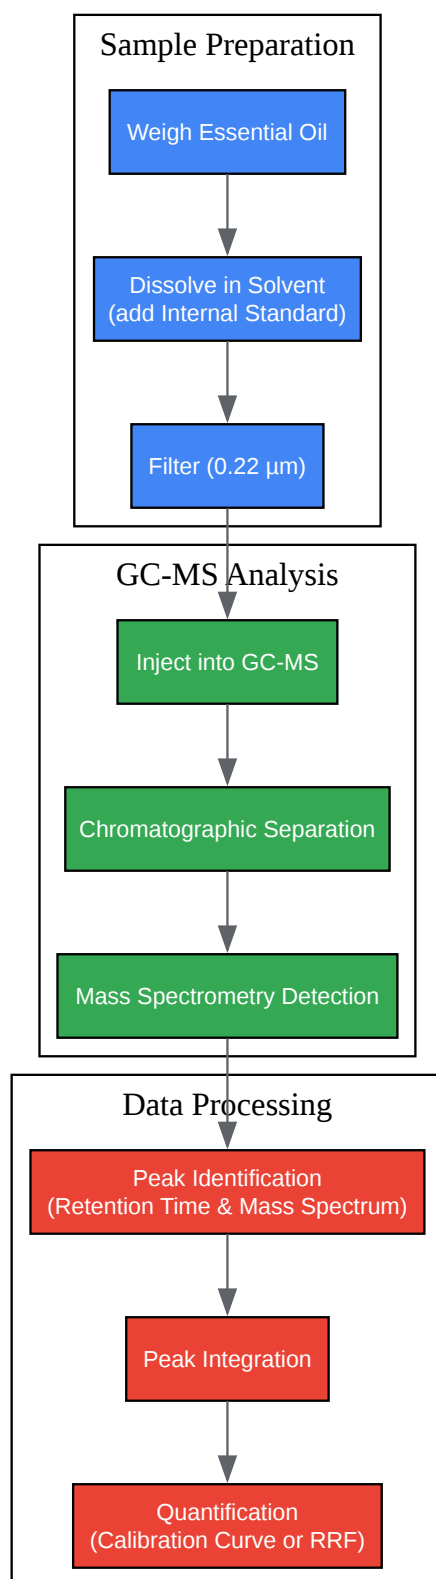 Sample Preparation
Weigh Essential Oil
Dissolve in Solvent
(add Internal Standard)
Filter (0.22 µm)
GC-MS Analysis
Inject into GC-MS
Chromatographic Separation
Mass Spectrometry Detection
Data Processing
Peak Identification
(Retention Time & Mass Spectrum)
Peak Integration
Quantification
(Calibration Curve or RRF)